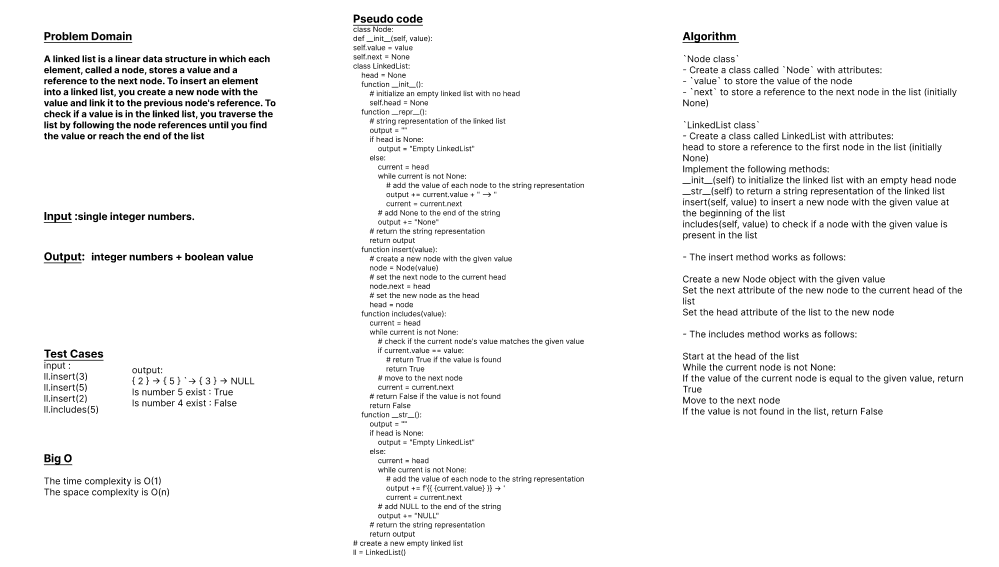 Problem Domain
A linked list is a linear data structure in which each
element, called a node, stores a value and a
reference to the next node. To insert an element
into a linked list, you create a new node with the
value and link it to the previous node's reference. To
check if a value is in the linked list, you traverse the
list by following the node references until you find
the value or reach the end of the list
Input :single integer numbers.
Output: integer numbers + boolean value
Test Cases
input :
ll.insert(3)
ll.insert(5)
ll.insert(2)
ll.includes(5)
output:
{ 2 } → { 5 } `→ { 3 } → NULL
Is number 5 exist : True
Is number 4 exist : False
Big O
The time complexity is O(1)
The space complexity is O(n)
Pseudo code
class Node:
def __init__(self, value):
self.value = value
self.next = None
class LinkedList:
head = None
function __init__():
# initialize an empty linked list with no head
self.head = None
function __repr__():
# string representation of the linked list
output = ""
if head is None:
output = "Empty LinkedList"
else:
current = head
while current is not None:
# add the value of each node to the string representation
output += current.value + " --> "
current = current.next
# add None to the end of the string
output += "None"
# return the string representation
return output
function insert(value):
# create a new node with the given value
node = Node(value)
# set the next node to the current head
node.next = head
# set the new node as the head
head = node
function includes(value):
current = head
while current is not None:
# check if the current node's value matches the given value
if current.value == value:
# return True if the value is found
return True
# move to the next node
current = current.next
# return False if the value is not found
return False
function __str__():
output = ""
if head is None:
output = "Empty LinkedList"
else:
current = head
while current is not None:
# add the value of each node to the string representation
output += f'{{ {current.value} }} → '
current = current.next
# add NULL to the end of the string
output += "NULL"
# return the string representation
return output
# create a new empty linked list
ll = LinkedList()
Algorithm
`Node class`
- Create a class called `Node` with attributes:
- `value` to store the value of the node
- `next` to store a reference to the next node in the list (initially
None)
`LinkedList class`
- Create a class called LinkedList with attributes:
head to store a reference to the first node in the list (initially
None)
Implement the following methods:
__init__(self) to initialize the linked list with an empty head node
__str__(self) to return a string representation of the linked list
insert(self, value) to insert a new node with the given value at
the beginning of the list
includes(self, value) to check if a node with the given value is
present in the list
- The insert method works as follows:
Create a new Node object with the given value
Set the next attribute of the new node to the current head of the
list
Set the head attribute of the list to the new node
- The includes method works as follows:
Start at the head of the list
While the current node is not None:
If the value of the current node is equal to the given value, return
True
Move to the next node
If the value is not found in the list, return False